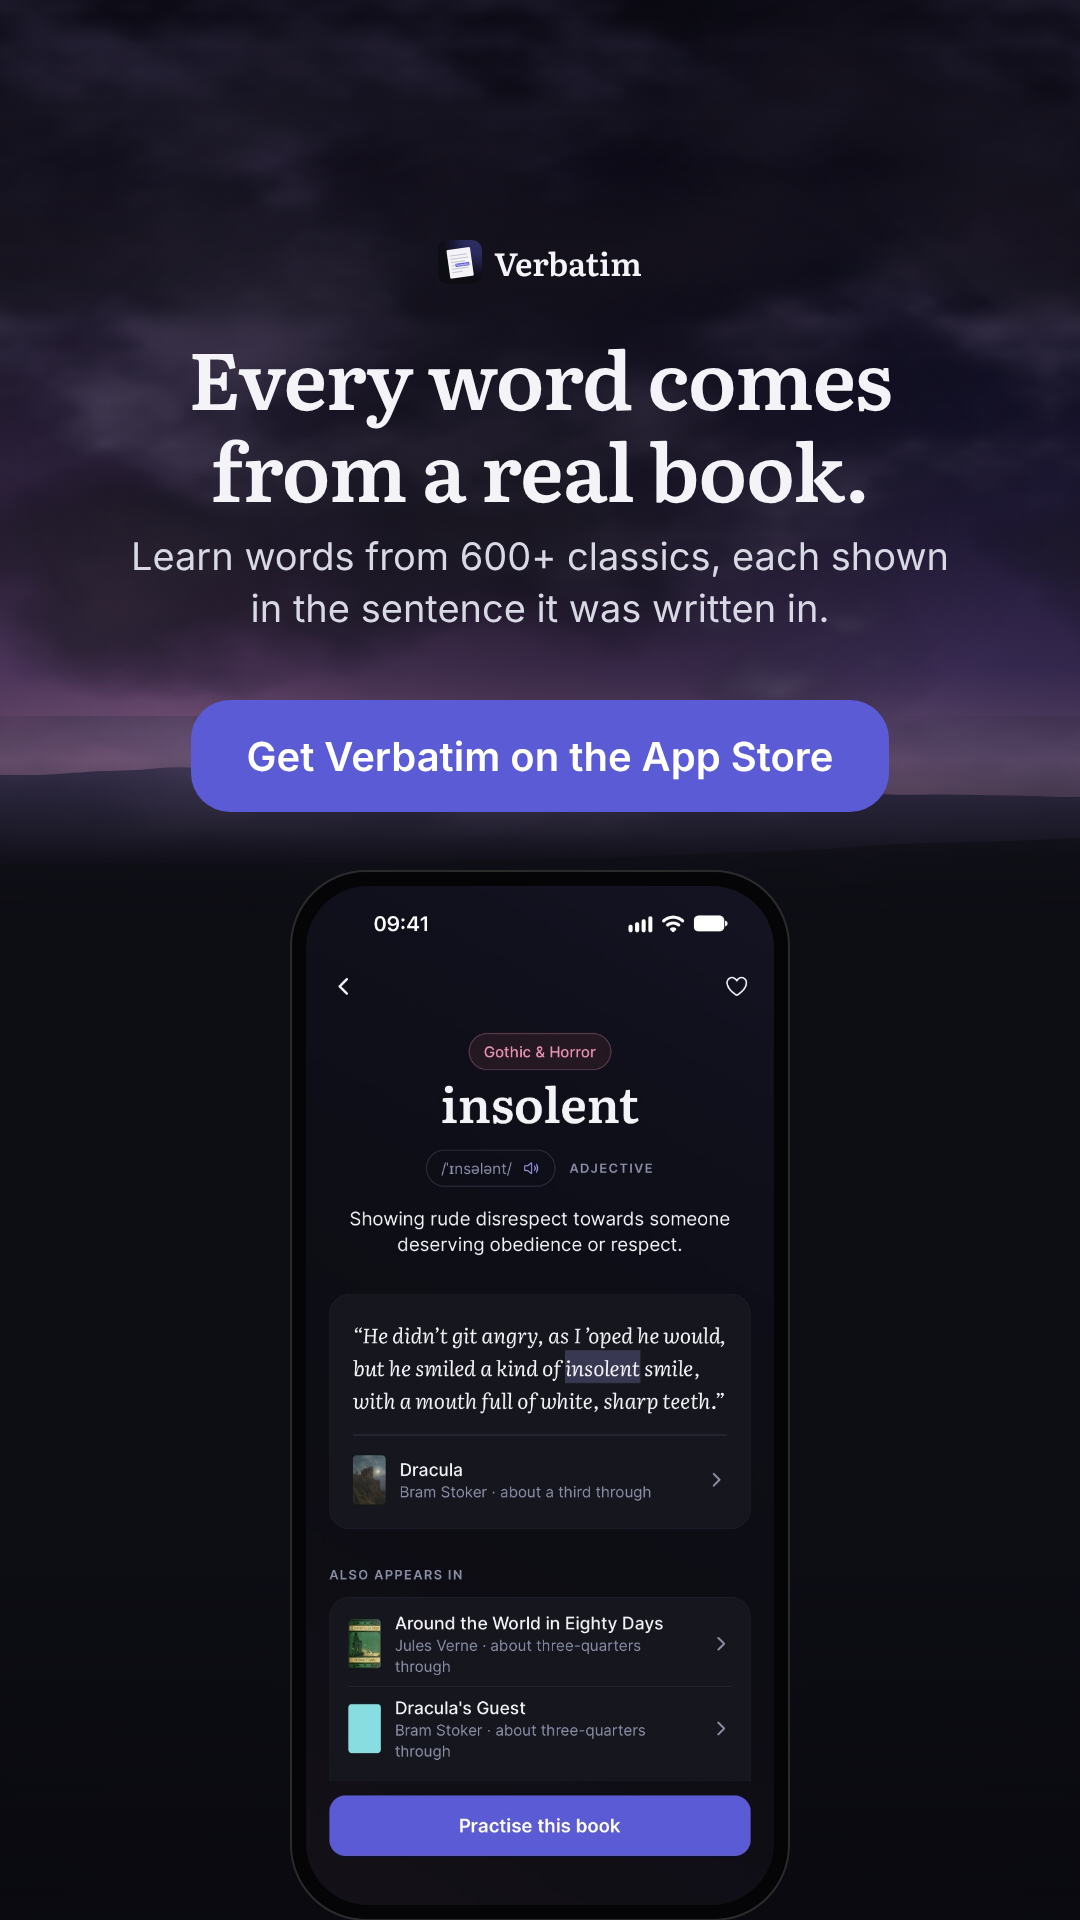 Verbatim
Every word comes
from a real book.
Learn words from 600+ classics, each shown
in the sentence it was written in.
Get Verbatim on the App Store
09:41
Gothic & Horror
insolent
/ˈɪnsələnt/ ADJECTIVE
Showing rude disrespect towards someone
deserving obedience or respect.
“He didn’t git angry, as I ’oped he would,
but he smiled a kind of insolent smile,
with a mouth full of white, sharp teeth.”
Dracula
Bram Stoker · about a third through
ALSO APPEARS IN
Around the World in Eighty Days
Jules Verne · about three-quarters
through
Dracula's Guest
Bram Stoker · about three-quarters
through
Practise this book